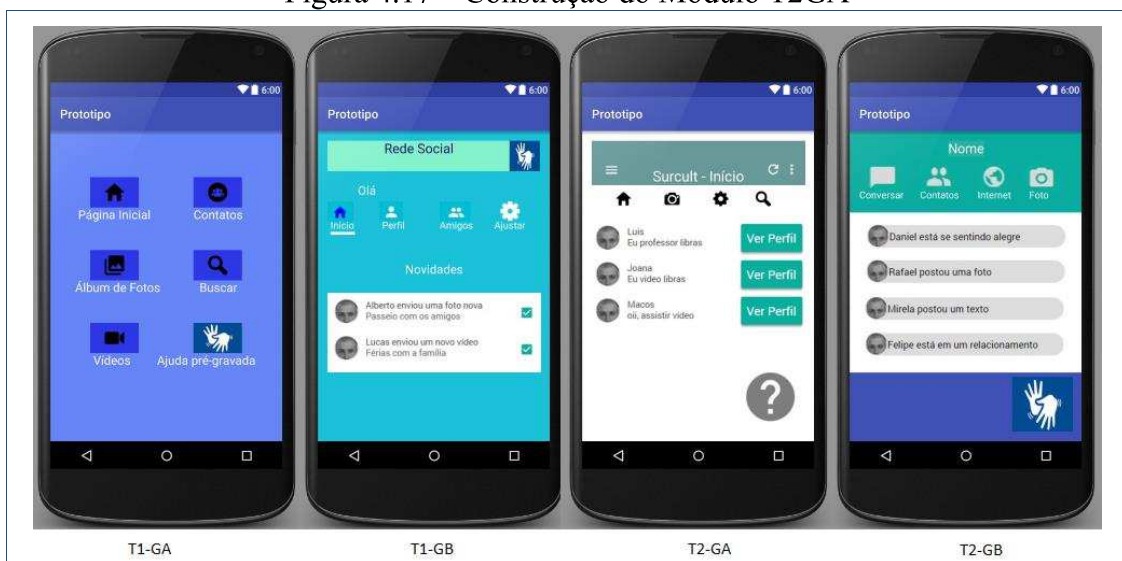 Figura 4.17 – Construção do Módulo T2GA
6:00
Prototipo
Página Inicial
Contatos
Álbum de Fotos
Buscar
Vídeos
Ajuda pré-gravada
T1-GA
6:00
Prototipo
Rede Social
Olá
Início
Perfil
Amigos
Ajustar
Novidades
Alberto enviou uma foto nova
Passeio com os amigos
Lucas enviou um novo vídeo
Férias com a família
T1-GB
6:00
Prototipo
Surcult - Início
Luis
Eu professor libras
Ver Perfil
Joana
Eu video libras
Ver Perfil
Macos
oii, assistir video
Ver Perfil
?
T2-GA
6:00
Prototipo
Nome
Conversar
Contatos
Internet
Foto
Daniel está se sentindo alegre
Rafael postou uma foto
Mirela postou um texto
Felipe está em um relacionamento
T2-GB